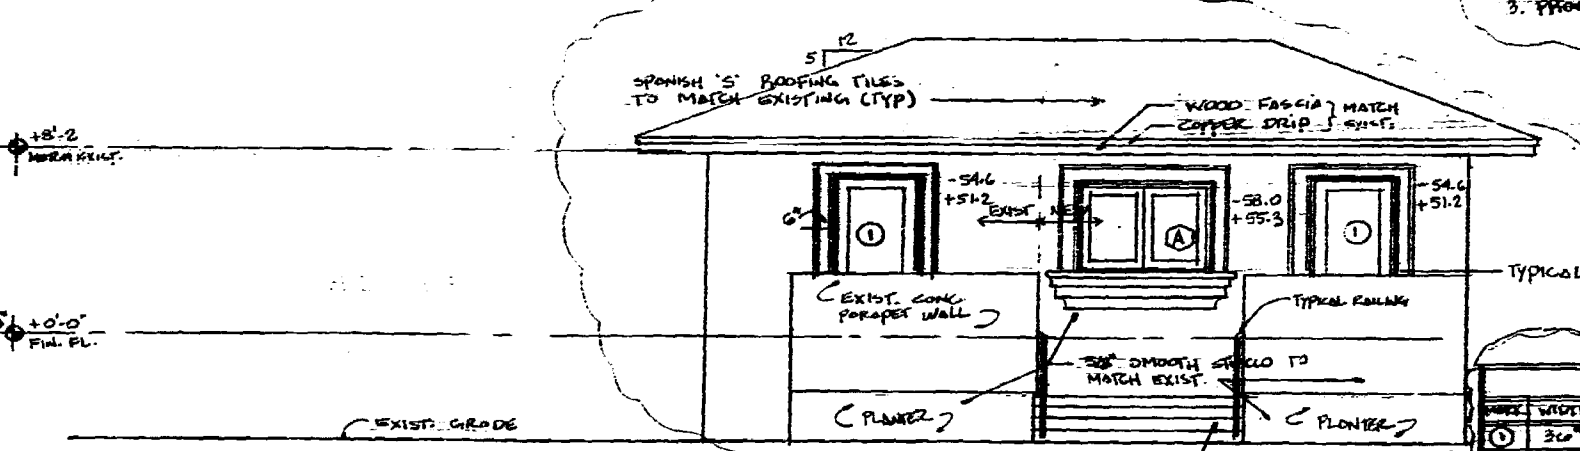 3.
12
5
SPANISH 'S' ROOFING TILES
TO MATCH EXISTING (TYP)
WOOD FASCIA } MATCH
COPPER DRIP } EXIST.
+8'-2
EXIST.
-54.6
+51.2
-58.0
+55.3
-54.6
+51.2
EXIST. NEW
6"
1
A
1
TYPICAL
EXIST. CONC.
PARAPET WALL
TYPICAL RAILING
+0'-0"
FIN. FL.
5/8" SMOOTH STUCCO TO
MATCH EXIST.
EXIST. GRADE
PLANTER
PLANTER
MARK WIDTH
1 3'6"